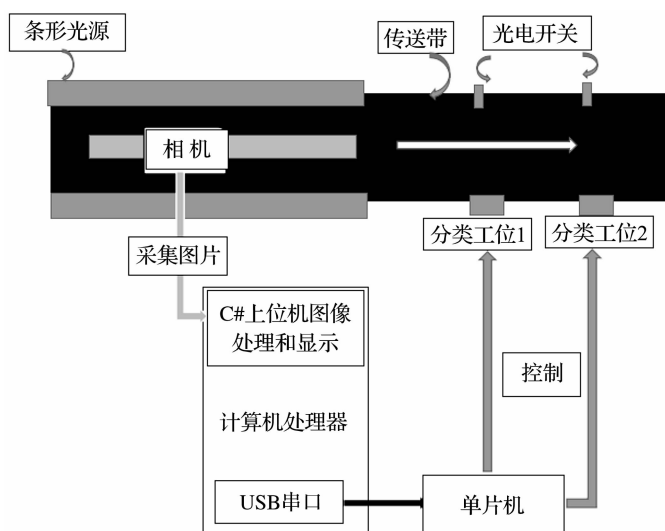 条形光源
传送带
光电开关
相机
采集图片
分类工位1
分类工位2
C#上位机图像
处理和显示
控制
计算机处理器
USB串口
单片机